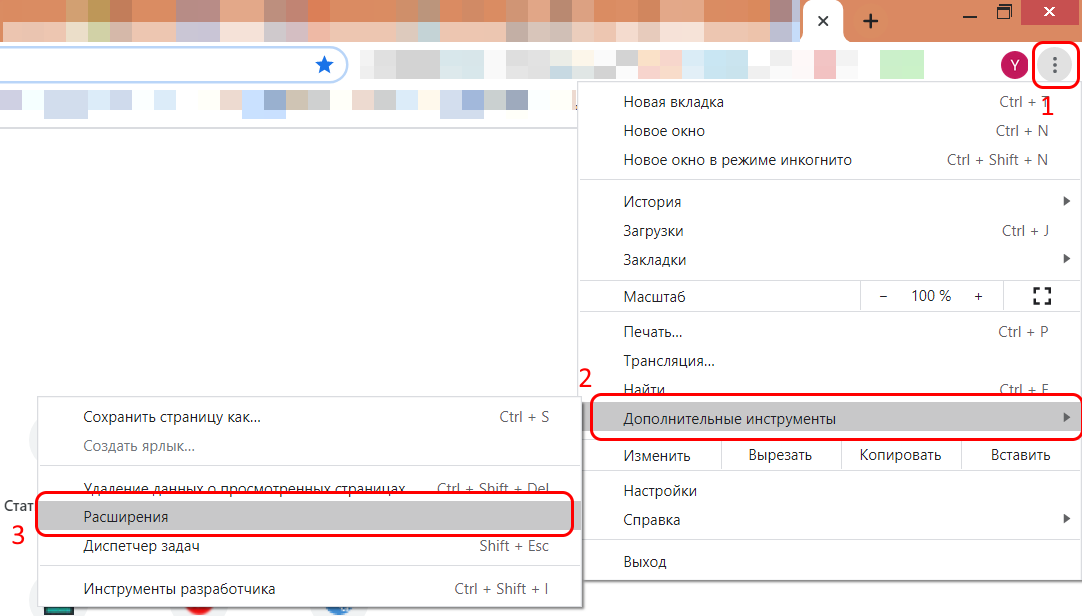 Y
1
Новая вкладка Ctrl + T
Новое окно Ctrl + N
Новое окно в режиме инкогнито Ctrl + Shift + N
История
Загрузки Ctrl + J
Закладки
Масштаб - 100 % +
Печать... Ctrl + P
Трансляция...
2
Найти Ctrl + F
Дополнительные инструменты
Изменить Вырезать Копировать Вставить
Настройки
Справка
Выход
Сохранить страницу как... Ctrl + S
Создать ярлык...
Удаление данных о просмотренных страницах Ctrl + Shift + Del
Стат
Расширения
3
Диспетчер задач Shift + Esc
Инструменты разработчика Ctrl + Shift + I